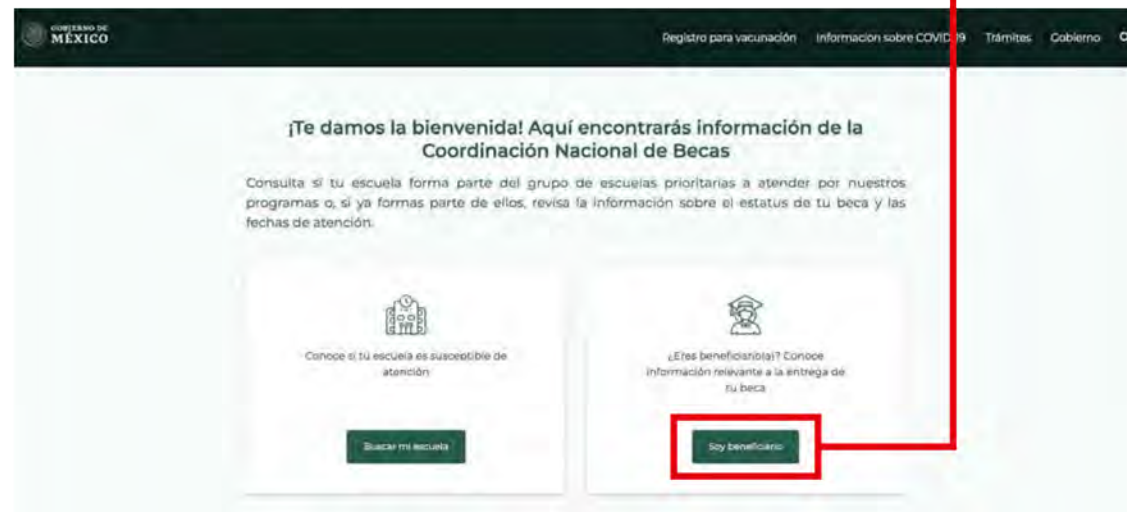 GOBIERNO DE
MÉXICO
Registro para vacunación Información sobre COVID-19 Trámites Gobierno
¡Te damos la bienvenida! Aquí encontrarás información de la
Coordinación Nacional de Becas
Consulta si tu escuela forma parte del grupo de escuelas prioritarias a atender por nuestros
programas o, si ya formas parte de ellos, revisa la información sobre el estatus de tu beca y las
fechas de atención.
Conoce si tu escuela es susceptible de
atención
¿Eres beneficiario(a)? Conoce
información relevante a la entrega de
tu beca
Buscar mi escuela
Soy beneficiario